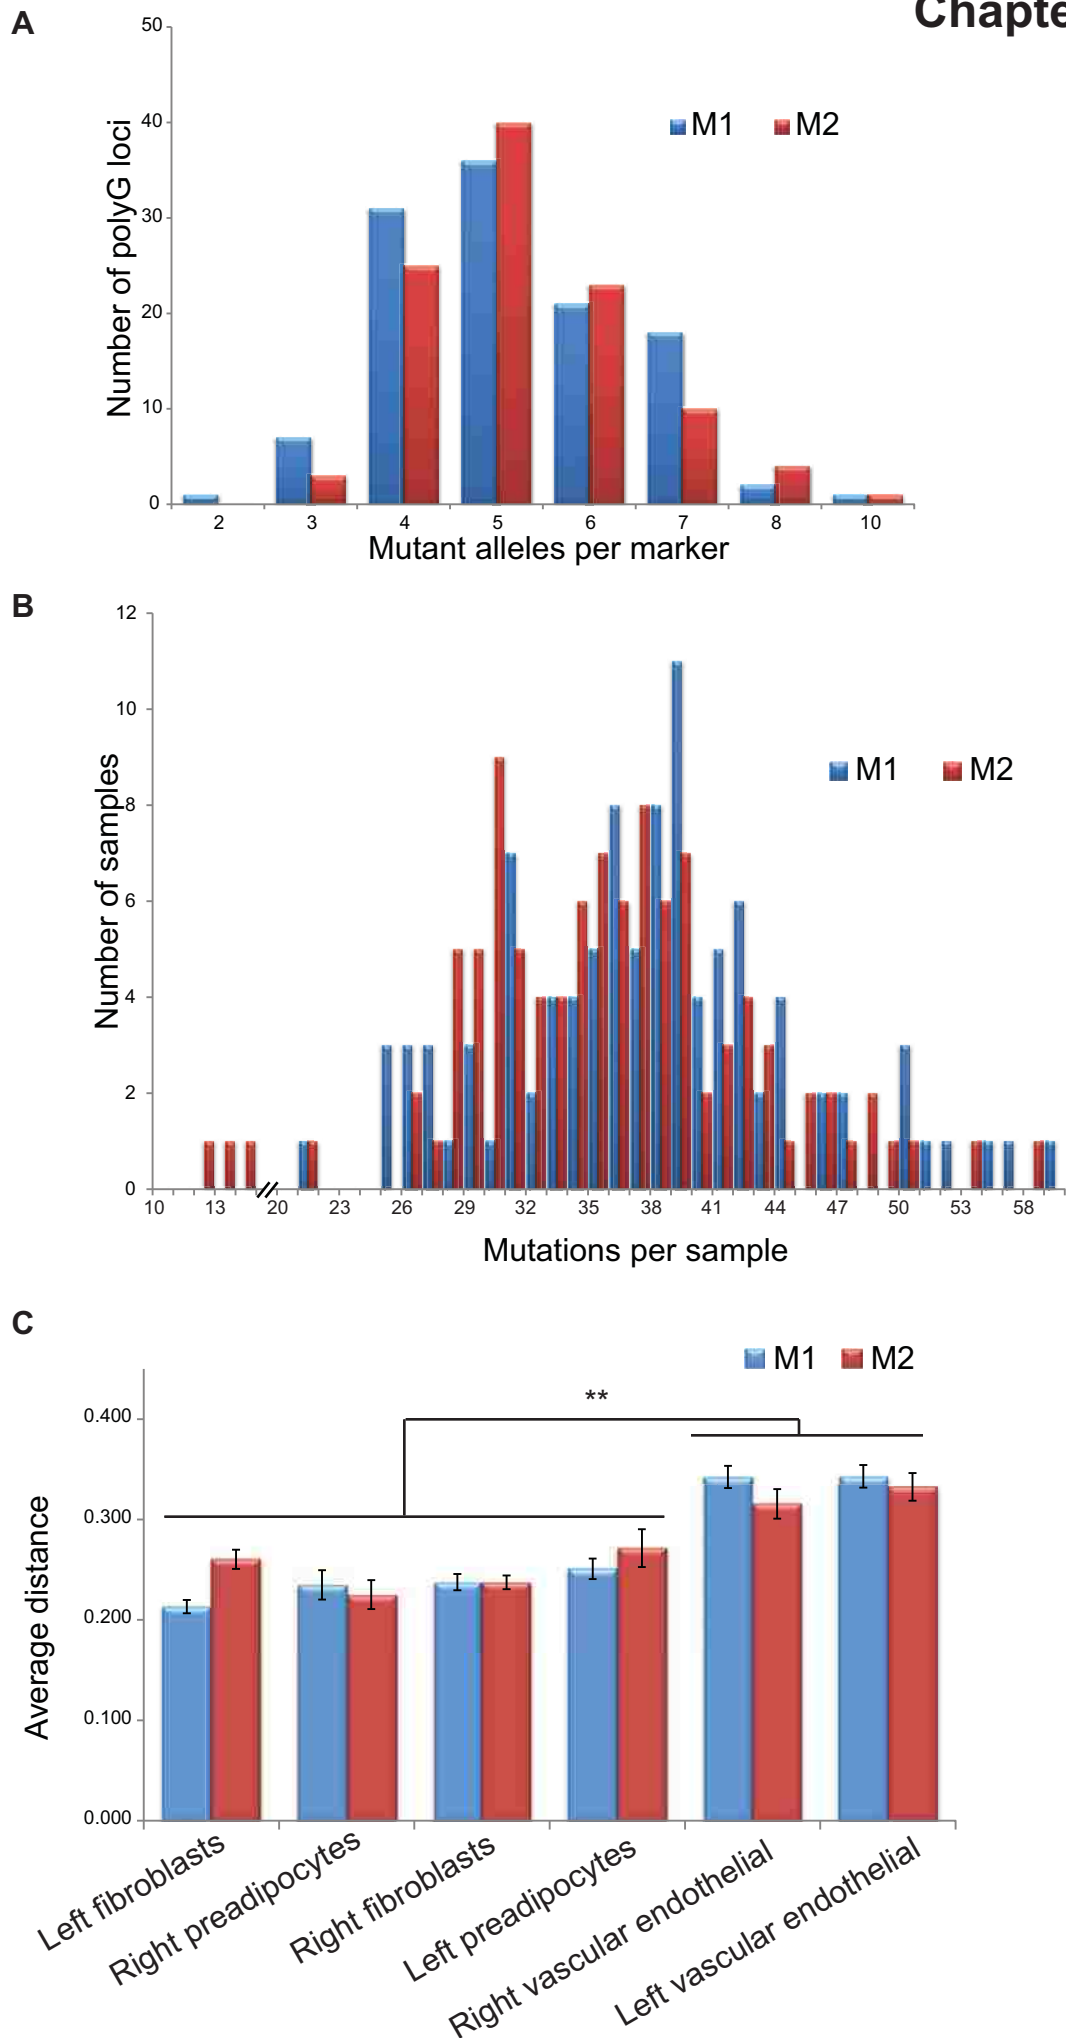 Chapte
A
50
40
30
20
10
0
Number of polyG loci
M1 M2
2 3 4 5 6 7 8 10
Mutant alleles per marker
B
12
10
8
6
4
2
0
Number of samples
M1 M2
10 13 20 23 26 29 32 35 38 41 44 47 50 53 58
Mutations per sample
C
M1 M2
**
0.400
0.300
0.200
0.100
0.000
Average distance
Left fibroblasts
Right preadipocytes
Right fibroblasts
Left preadipocytes
Right vascular endothelial
Left vascular endothelial